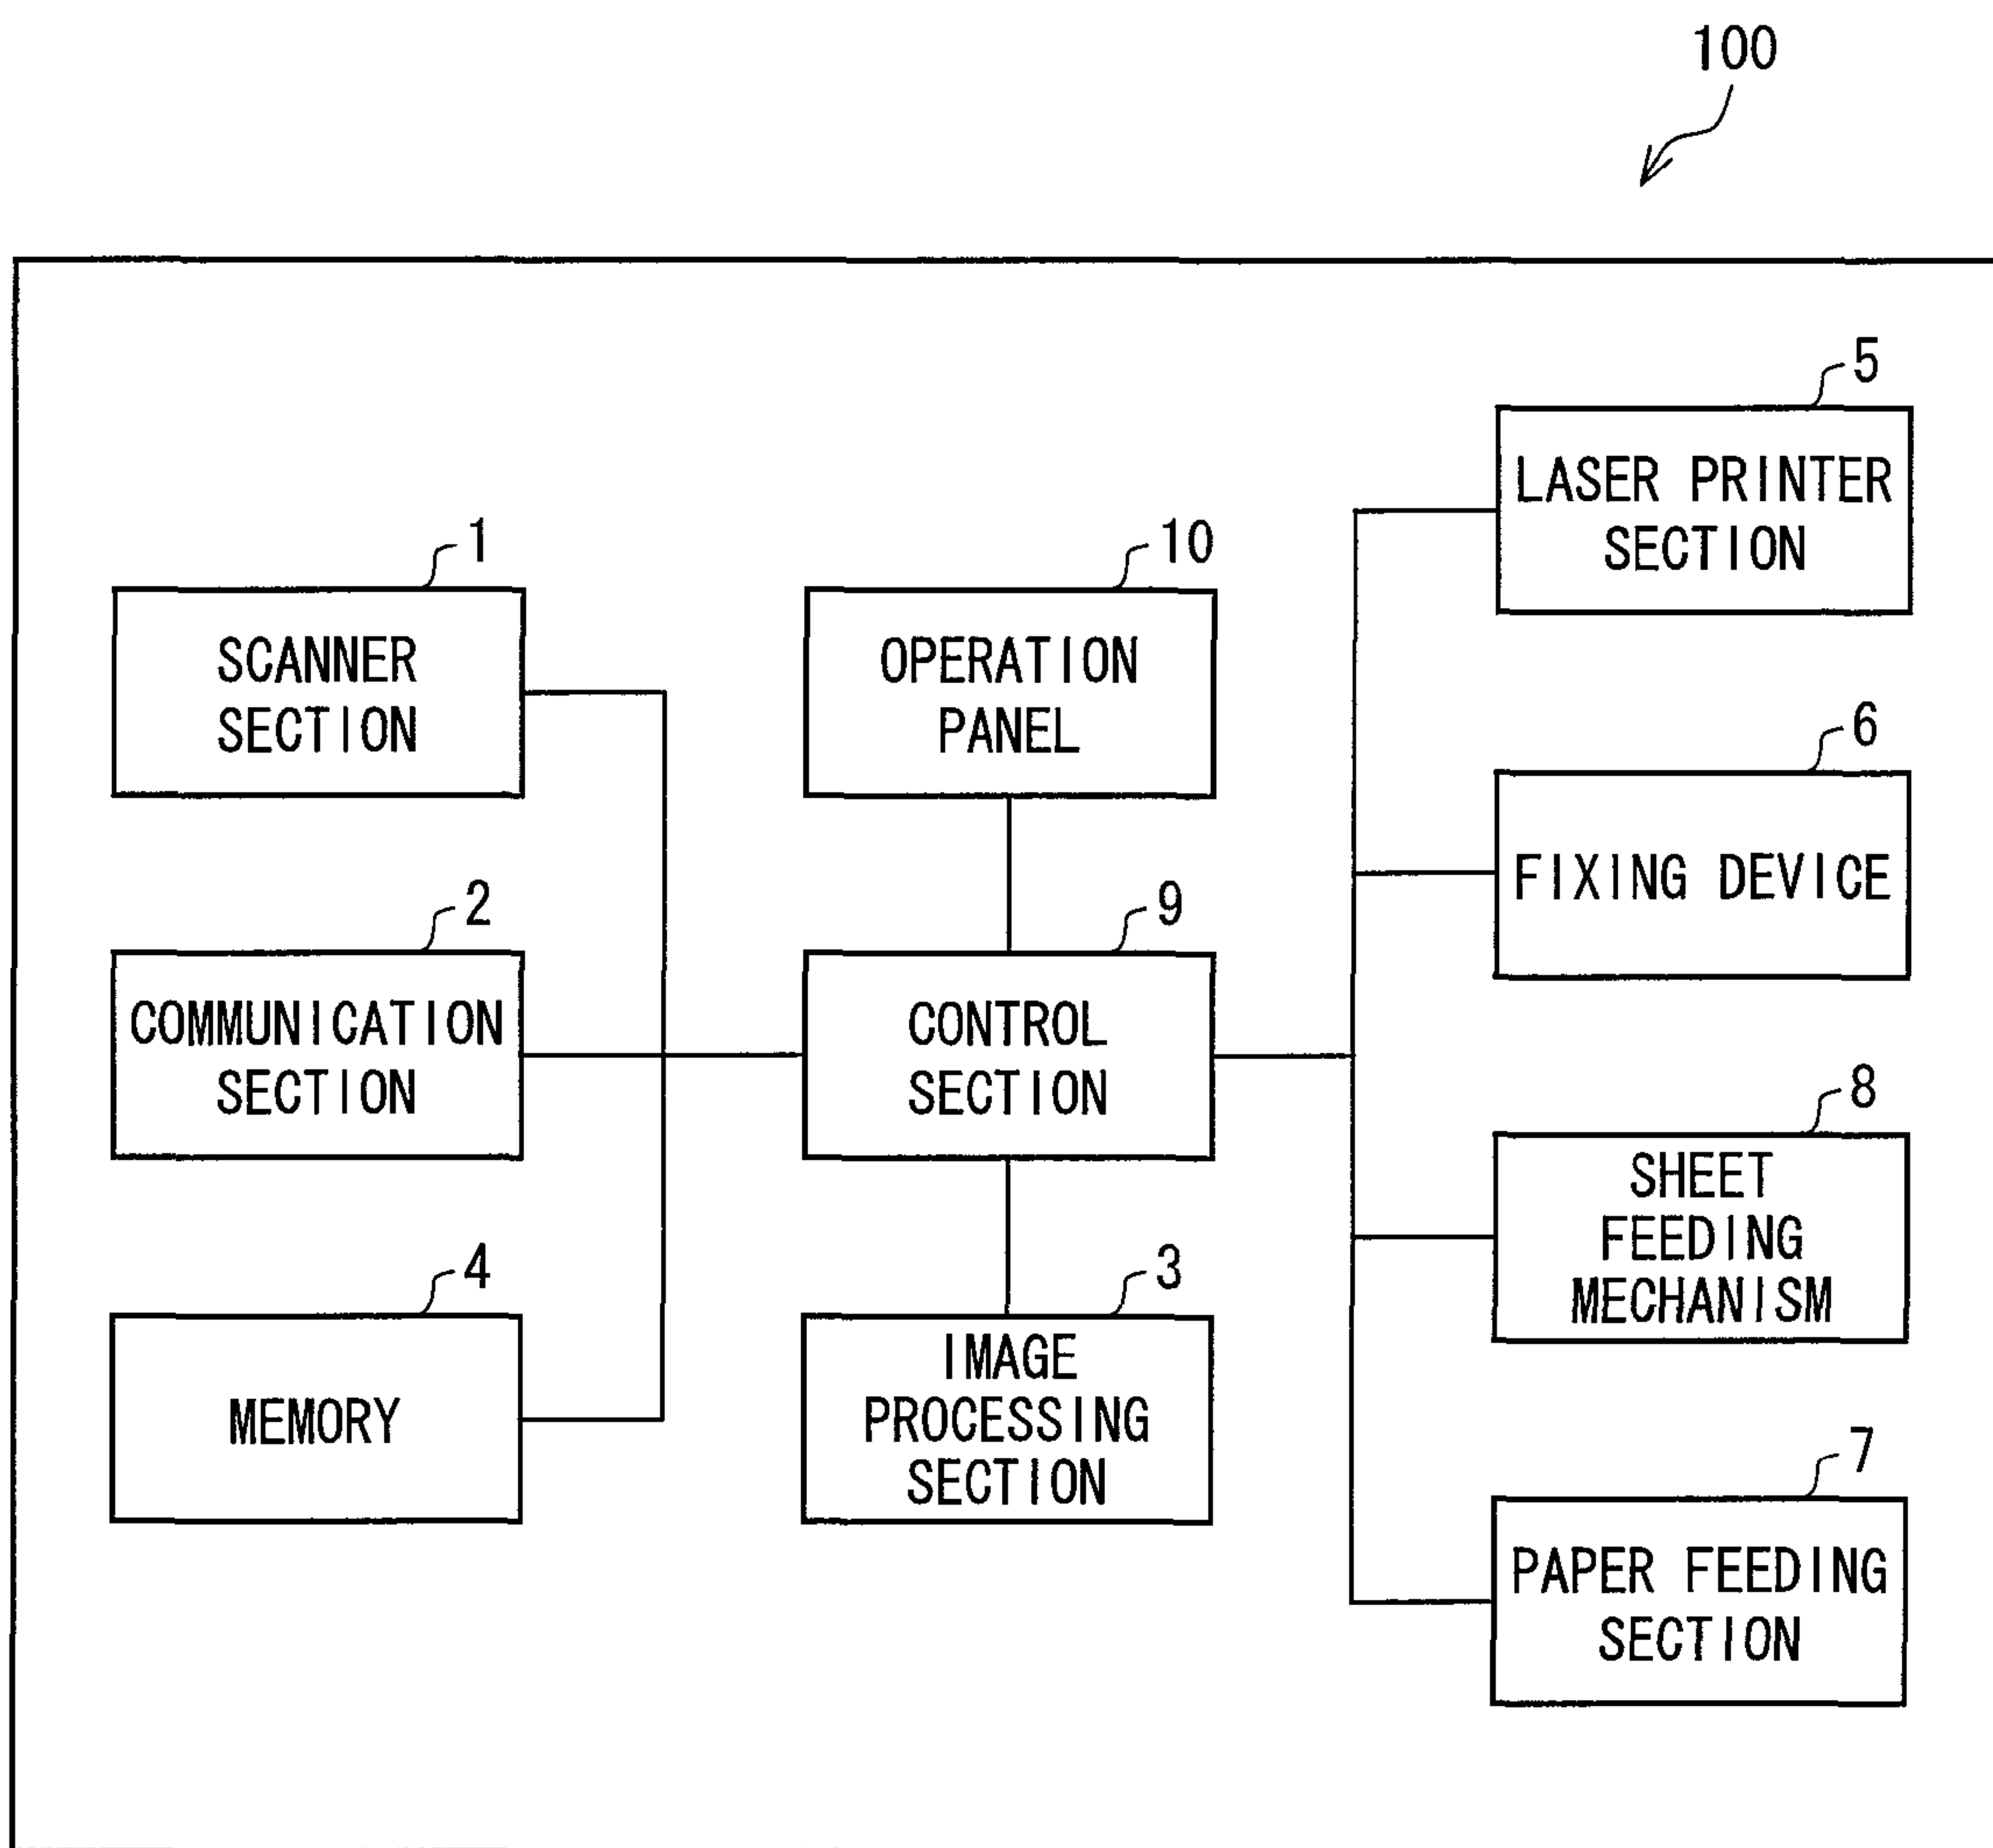 100
5
LASER PRINTER
SECTION
1
SCANNER
SECTION
10
OPERATION
PANEL
6
FIXING DEVICE
2
COMMUNICATION
SECTION
9
CONTROL
SECTION
8
SHEET
FEEDING
MECHANISM
4
MEMORY
3
IMAGE
PROCESSING
SECTION
7
PAPER FEEDING
SECTION